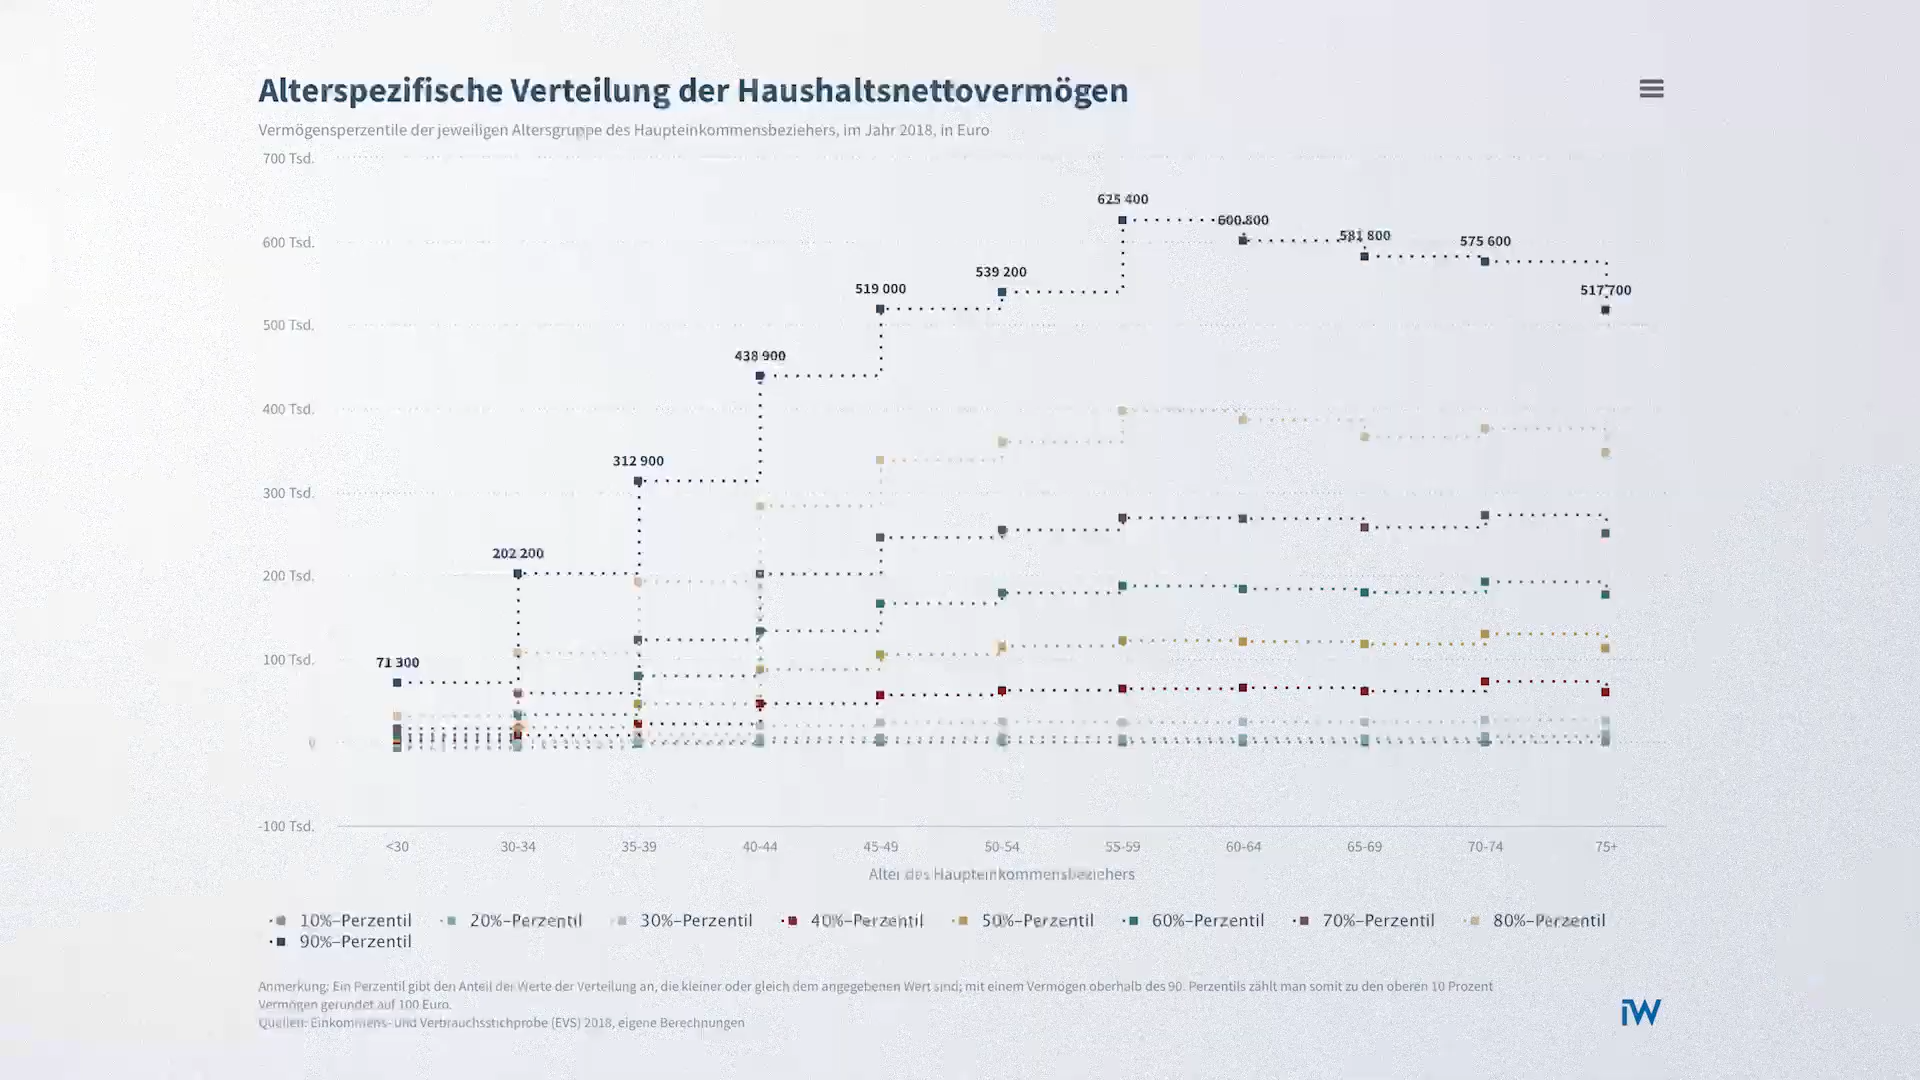 Alterspezifische Verteilung der Haushaltsnettovermögen
Vermögensperzentile der jeweiligen Altersgruppe des Haupteinkommensbeziehers, im Jahr 2018, in Euro
700 Tsd.
625 400
600 800
600 Tsd.
581 800
575 600
539 200
519 000
517 700
500 Tsd.
438 900
400 Tsd.
312 900
300 Tsd.
202 200
200 Tsd.
71 300
100 Tsd.
0
-100 Tsd.
<30 30-34 35-39 40-44 45-49 50-54 55-59 60-64 65-69 70-74 75+
Alter des Haupteinkommensbeziehers
10%-Perzentil 20%-Perzentil 30%-Perzentil 40%-Perzentil 50%-Perzentil 60%-Perzentil 70%-Perzentil 80%-Perzentil
90%-Perzentil
Anmerkung: Ein Perzentil gibt den Anteil der Werte der Verteilung an, die kleiner oder gleich dem angegebenen Wert sind; mit einem Vermögen oberhalb des 90. Perzentils zählt man somit zu den oberen 10 Prozent
Vermögen gerundet auf 100 Euro.
Quellen: Einkommens- und Verbrauchsstichprobe (EVS) 2018, eigene Berechnungen
iW